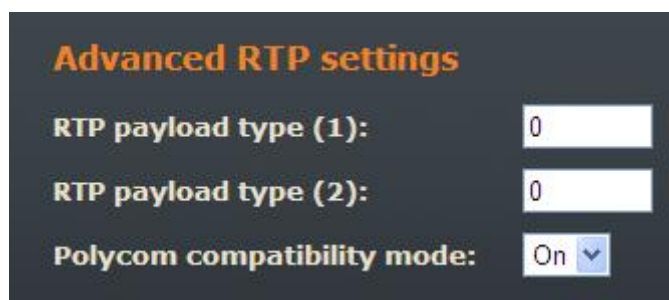 Advanced RTP settings
RTP payload type (1): 0
RTP payload type (2): 0
Polycom compatibility mode: On